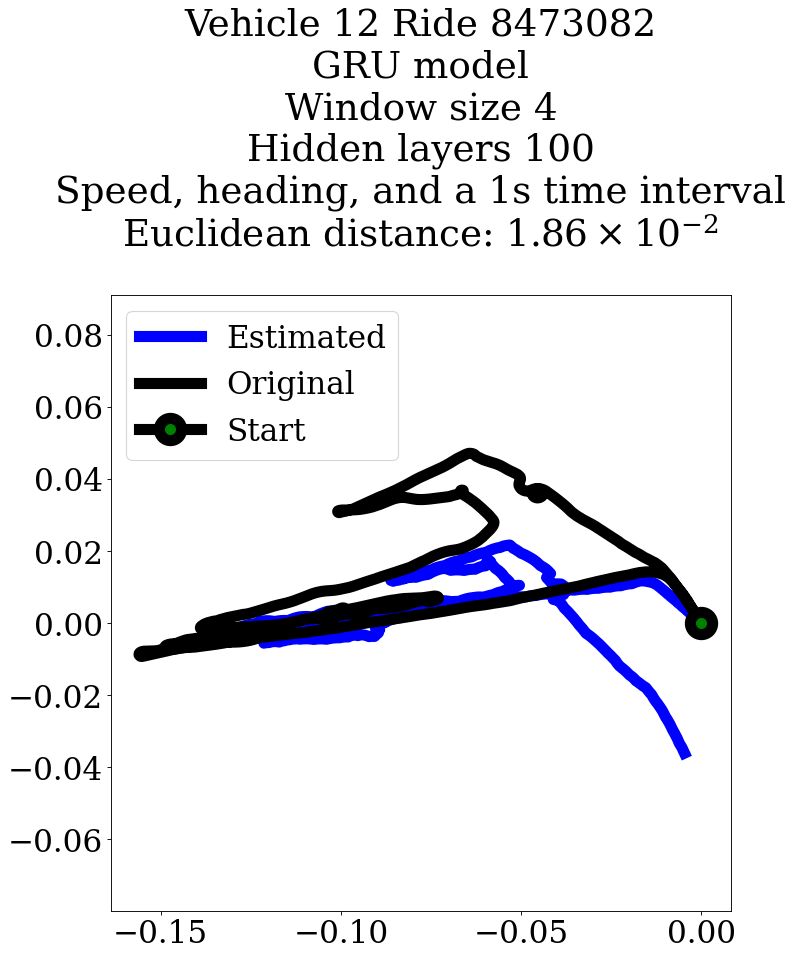 Vehicle 12 Ride 8473082
GRU model
Window size 4
Hidden layers 100
Speed, heading, and a 1s time interval
Euclidean distance: 1.86 × 10⁻²
Estimated
Original
Start
0.08
0.06
0.04
0.02
0.00
−0.02
−0.04
−0.06
−0.15 −0.10 −0.05 0.00